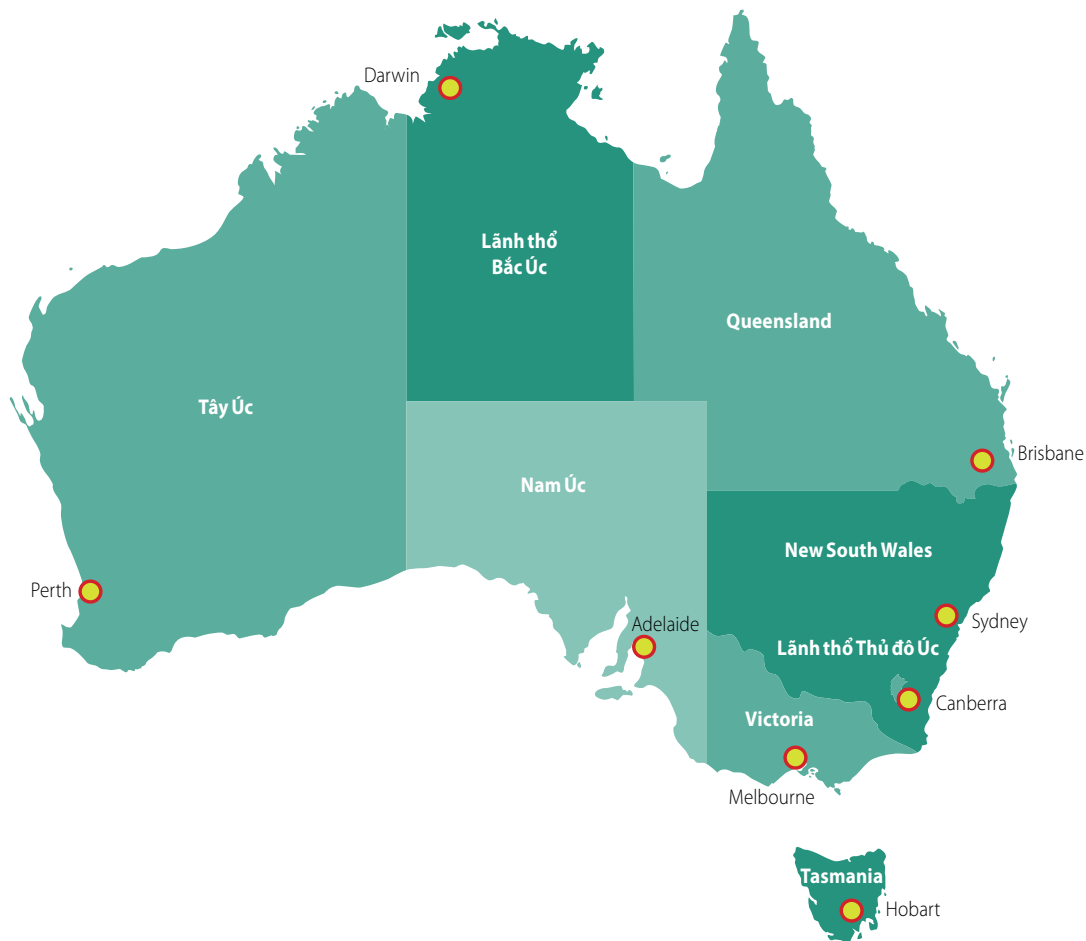 Darwin
Lãnh thổ
Bắc Úc
Queensland
Tây Úc
Brisbane
Nam Úc
New South Wales
Perth
Sydney
Adelaide
Lãnh thổ Thủ đô Úc
Canberra
Victoria
Melbourne
Tasmania
Hobart